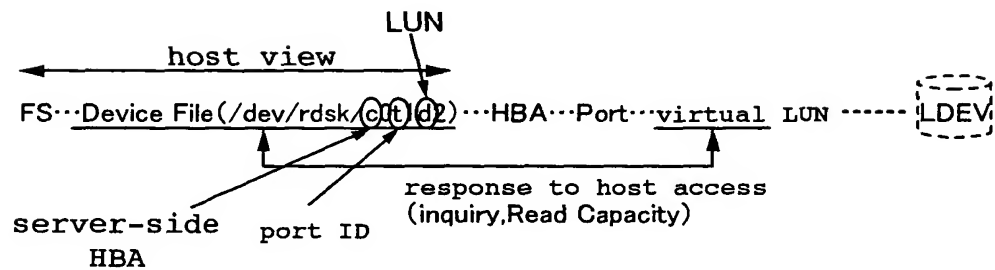 LUN
host view
FS···Device File(/dev/rdsk/c0t1d2)···HBA···Port···virtual LUN ------ LDEV
response to host access
(inquiry,Read Capacity)
server-side
HBA
port ID